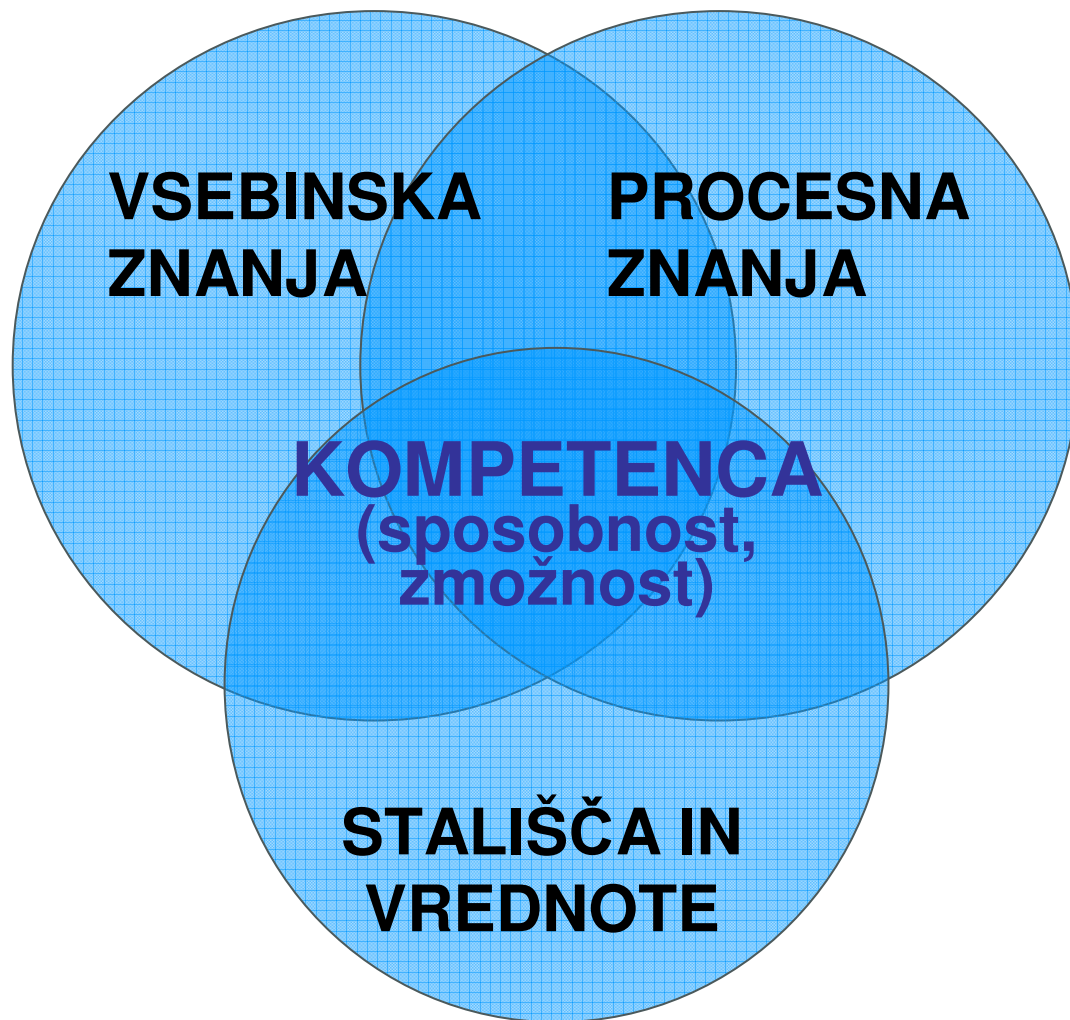 VSEBINSKA
ZNANJA
PROCESNA
ZNANJA
KOMPETENCA
(sposobnost,
zmožnost)
STALIŠČA IN
VREDNOTE